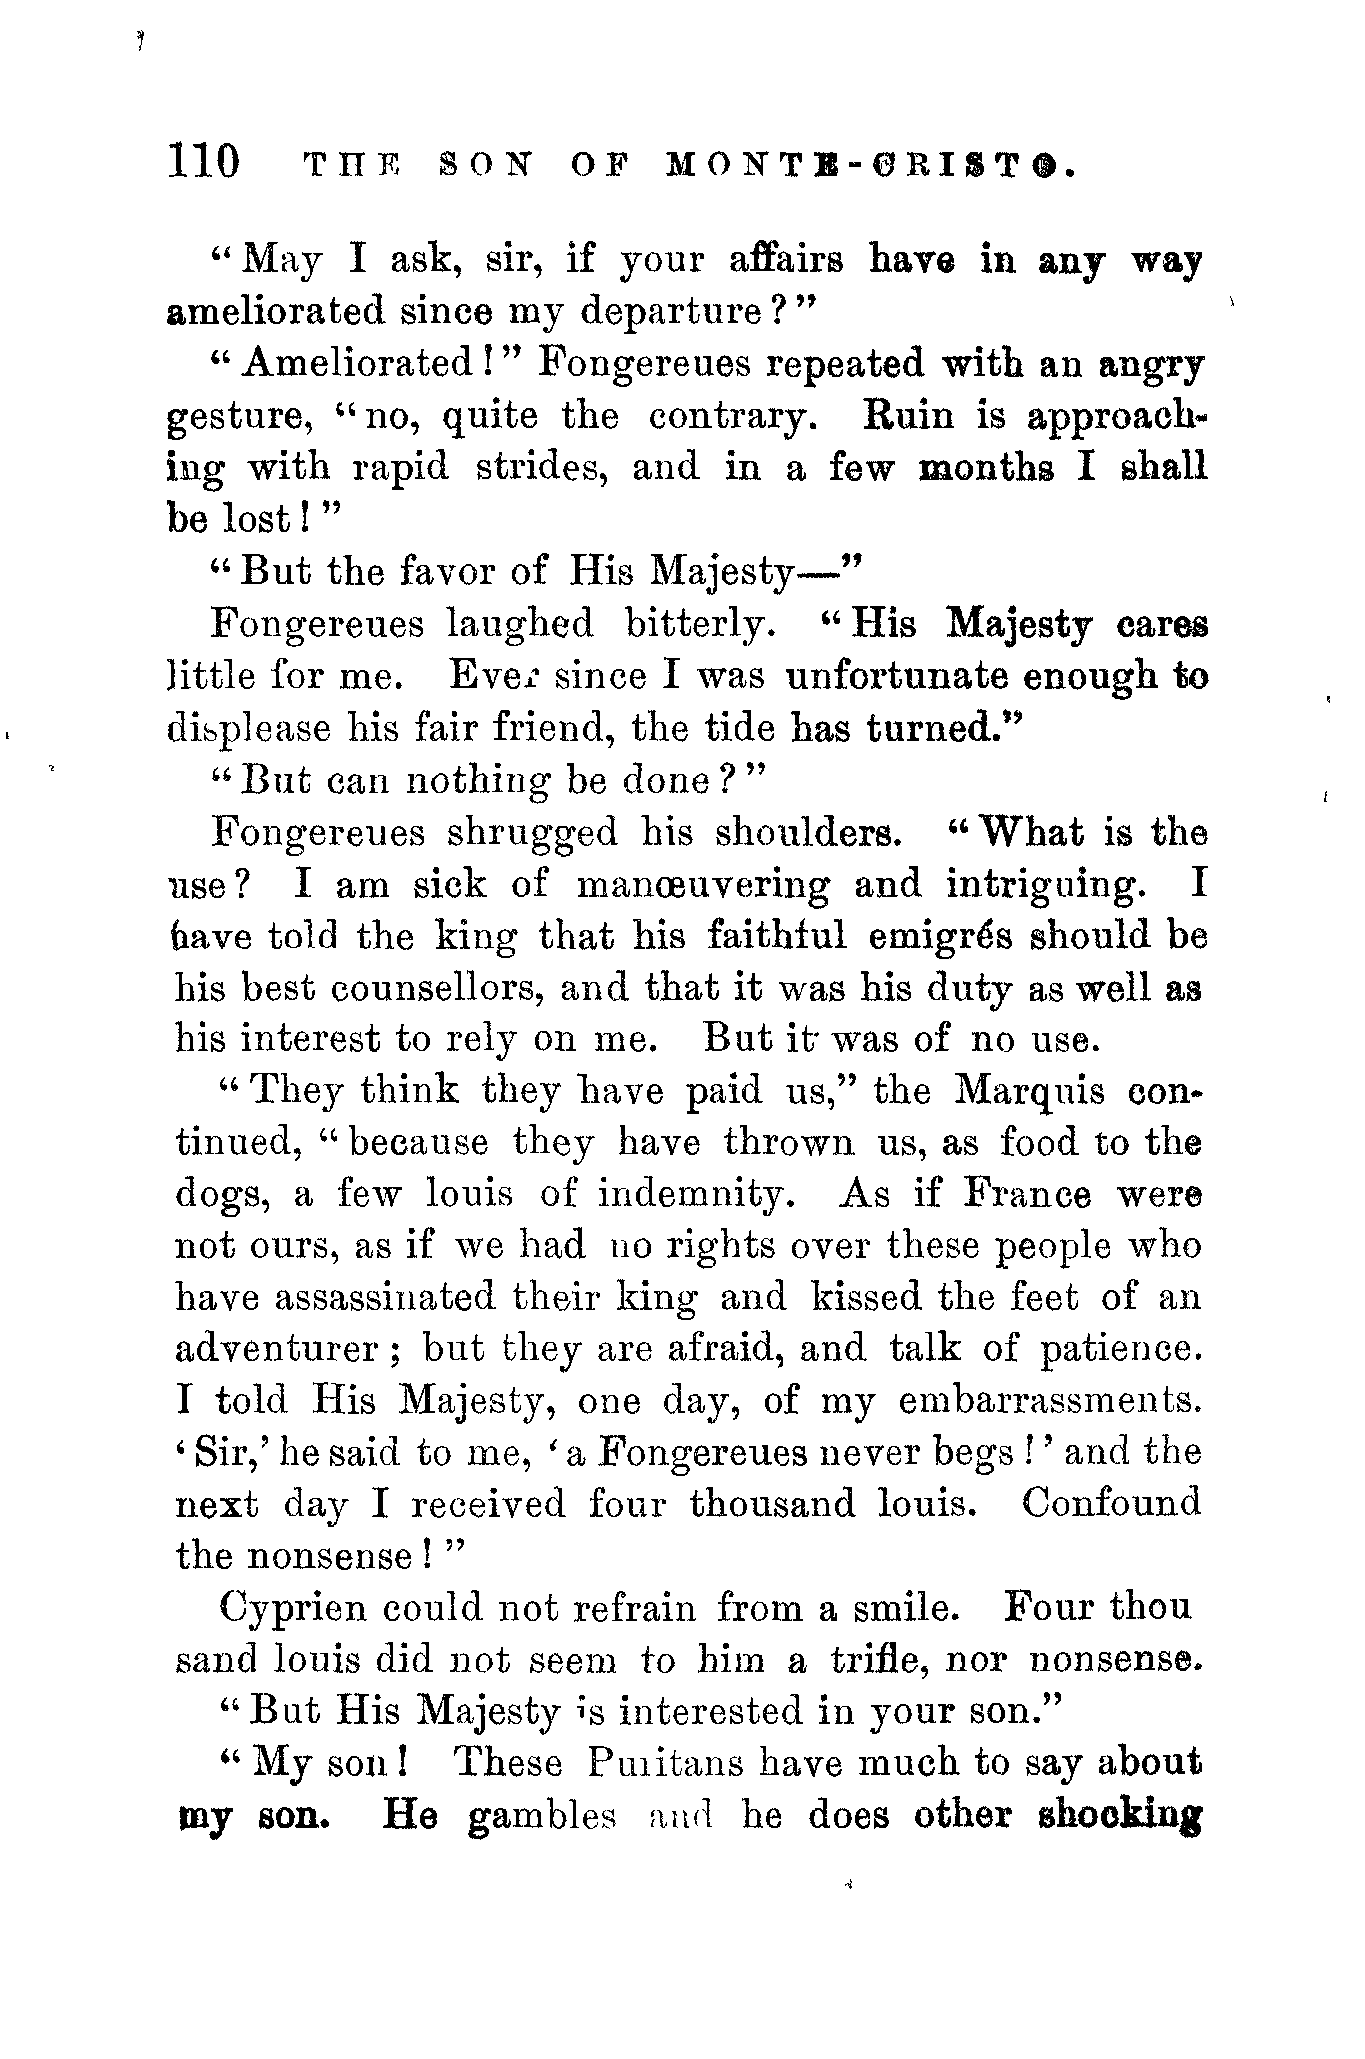 110 THE SON OF MONTE-CRISTO.
“May I ask, sir, if your affairs have in any way
ameliorated since my departure?”
“Ameliorated!” Fongereues repeated with an angry
gesture, “no, quite the contrary. Ruin is approach-
ing with rapid strides, and in a few months I shall
be lost!”
“But the favor of His Majesty—”
Fongereues laughed bitterly. “His Majesty cares
little for me. Ever since I was unfortunate enough to
displease his fair friend, the tide has turned.”
“But can nothing be done?”
Fongereues shrugged his shoulders. “What is the
use? I am sick of manœuvering and intriguing. I
have told the king that his faithful emigrés should be
his best counsellors, and that it was his duty as well as
his interest to rely on me. But it was of no use.
“They think they have paid us,” the Marquis con-
tinued, “because they have thrown us, as food to the
dogs, a few louis of indemnity. As if France were
not ours, as if we had no rights over these people who
have assassinated their king and kissed the feet of an
adventurer; but they are afraid, and talk of patience.
I told His Majesty, one day, of my embarrassments.
‘Sir,’ he said to me, ‘a Fongereues never begs!’ and the
next day I received four thousand louis. Confound
the nonsense!”
Cyprien could not refrain from a smile. Four thou
sand louis did not seem to him a trifle, nor nonsense.
“But His Majesty is interested in your son.”
“My son! These Puritans have much to say about
my son. He gambles and he does other shocking